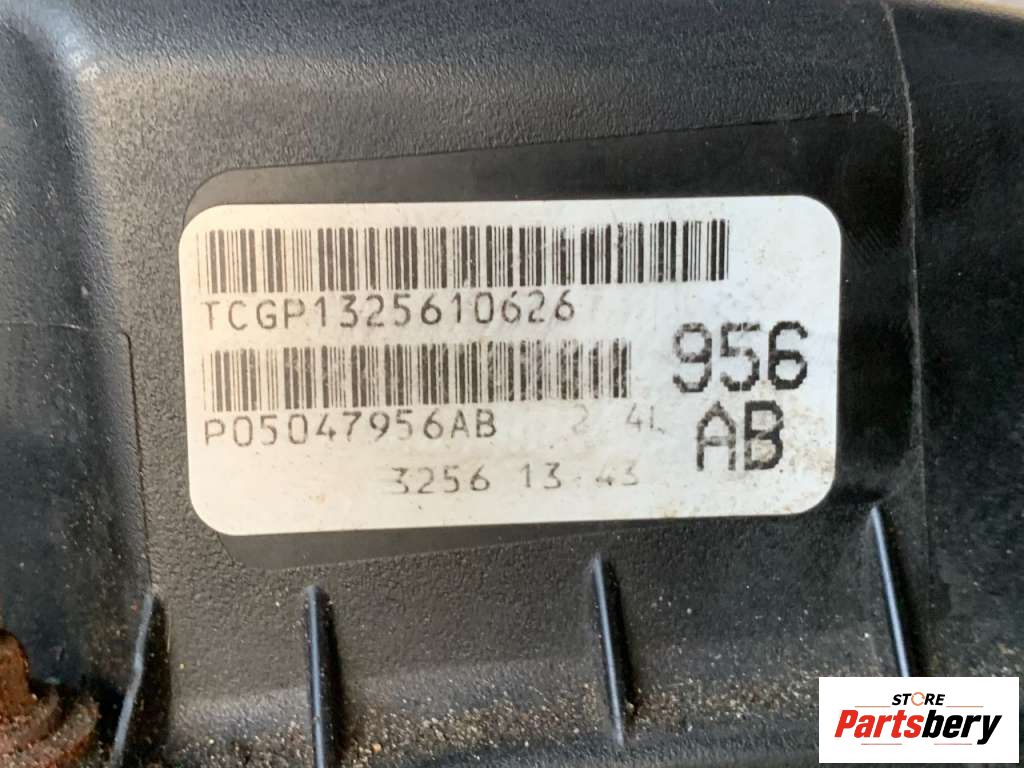 TCGP1325610626
P05047956AB 2.4L
956
AB
3256 13:43
STORE
Partsbery